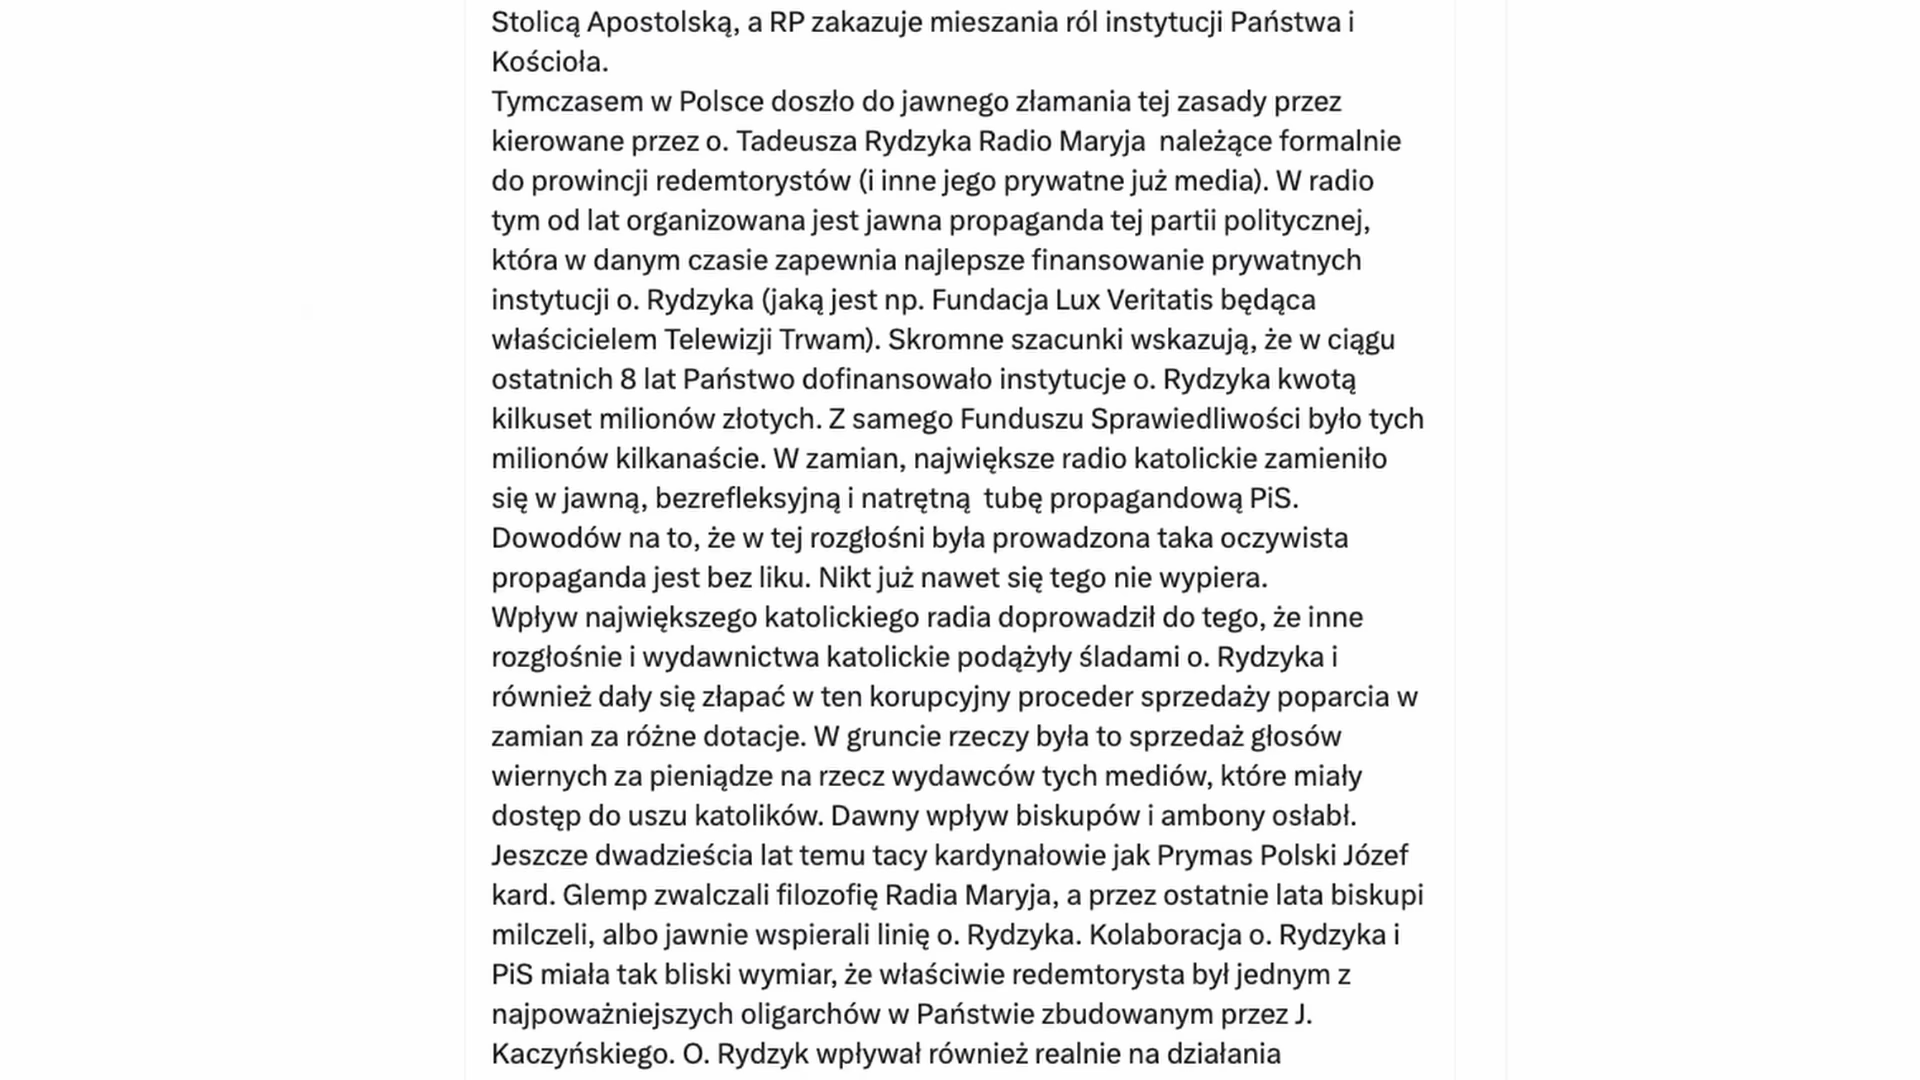 Stolicą Apostolską, a RP zakazuje mieszania ról instytucji Państwa i
Kościoła.
Tymczasem w Polsce doszło do jawnego złamania tej zasady przez
kierowane przez o. Tadeusza Rydzyka Radio Maryja  należące formalnie
do prowincji redemtorystów (i inne jego prywatne już media). W radio
tym od lat organizowana jest jawna propaganda tej partii politycznej,
która w danym czasie zapewnia najlepsze finansowanie prywatnych
instytucji o. Rydzyka (jaką jest np. Fundacja Lux Veritatis będąca
właścicielem Telewizji Trwam). Skromne szacunki wskazują, że w ciągu
ostatnich 8 lat Państwo dofinansowało instytucje o. Rydzyka kwotą
kilkuset milionów złotych. Z samego Funduszu Sprawiedliwości było tych
milionów kilkanaście. W zamian, największe radio katolickie zamieniło
się w jawną, bezrefleksyjną i natrętną  tubę propagandową PiS.
Dowodów na to, że w tej rozgłośni była prowadzona taka oczywista
propaganda jest bez liku. Nikt już nawet się tego nie wypiera.
Wpływ największego katolickiego radia doprowadził do tego, że inne
rozgłośnie i wydawnictwa katolickie podążyły śladami o. Rydzyka i
również dały się złapać w ten korupcyjny proceder sprzedaży poparcia w
zamian za różne dotacje. W gruncie rzeczy była to sprzedaż głosów
wiernych za pieniądze na rzecz wydawców tych mediów, które miały
dostęp do uszu katolików. Dawny wpływ biskupów i ambony osłabł.
Jeszcze dwadzieścia lat temu tacy kardynałowie jak Prymas Polski Józef
kard. Glemp zwalczali filozofię Radia Maryja, a przez ostatnie lata biskupi
milczeli, albo jawnie wspierali linię o. Rydzyka. Kolaboracja o. Rydzyka i
PiS miała tak bliski wymiar, że właściwie redemtorysta był jednym z
najpoważniejszych oligarchów w Państwie zbudowanym przez J.
Kaczyńskiego. O. Rydzyk wpływał również realnie na działania